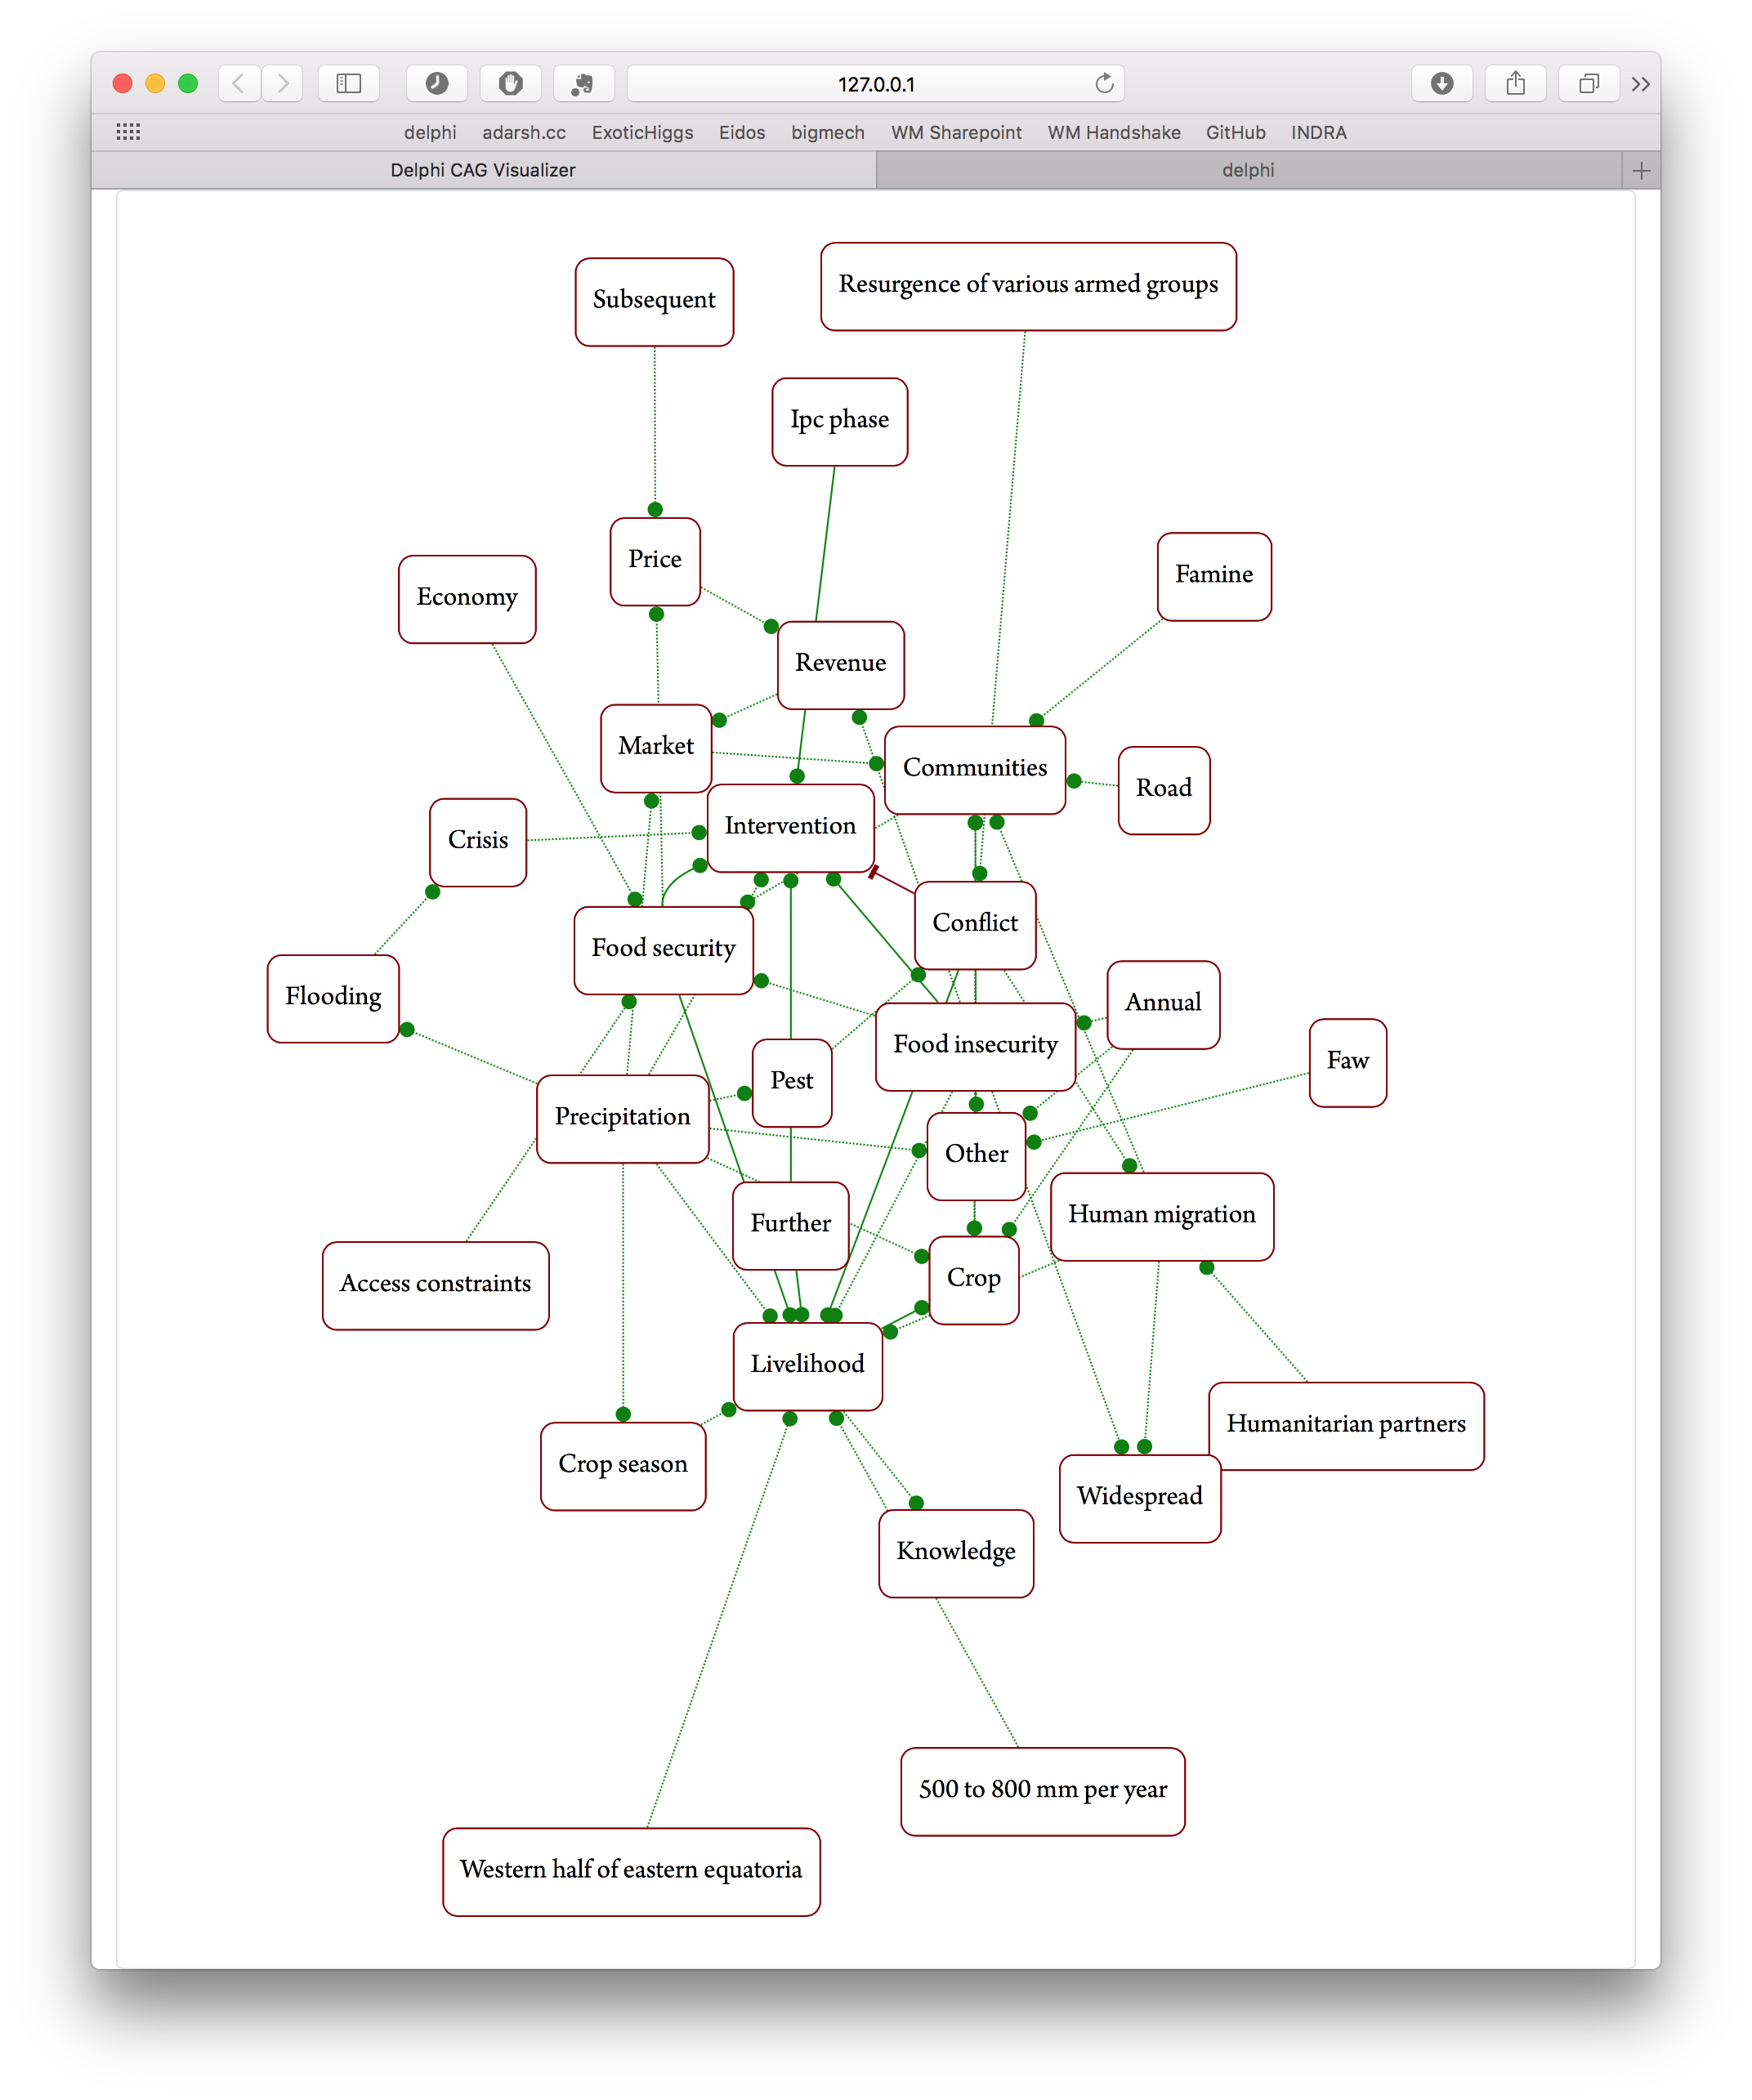 127.0.0.1
delphi adarsh.cc ExoticHiggs Eidos bigmech WM Sharepoint WM Handshake GitHub INDRA
Delphi CAG Visualizer delphi
Resurgence of various armed groups
Subsequent
Ipc phase
Price
Famine
Economy
Revenue
Market
Communities
Road
Intervention
Crisis
Conflict
Food security
Flooding
Annual
Food insecurity
Faw
Pest
Precipitation
Other
Human migration
Further
Crop
Access constraints
Livelihood
Humanitarian partners
Crop season
Widespread
Knowledge
500 to 800 mm per year
Western half of eastern equatoria